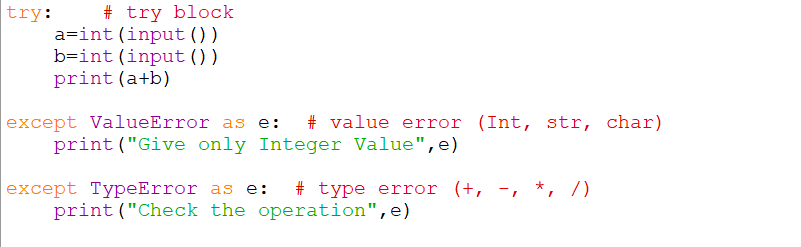 try:    # try block
    a=int(input())
    b=int(input())
    print(a+b)

except ValueError as e:  # value error (Int, str, char)
    print("Give only Integer Value",e)

except TypeError as e:  # type error (+, -, *, /)
    print("Check the operation",e)